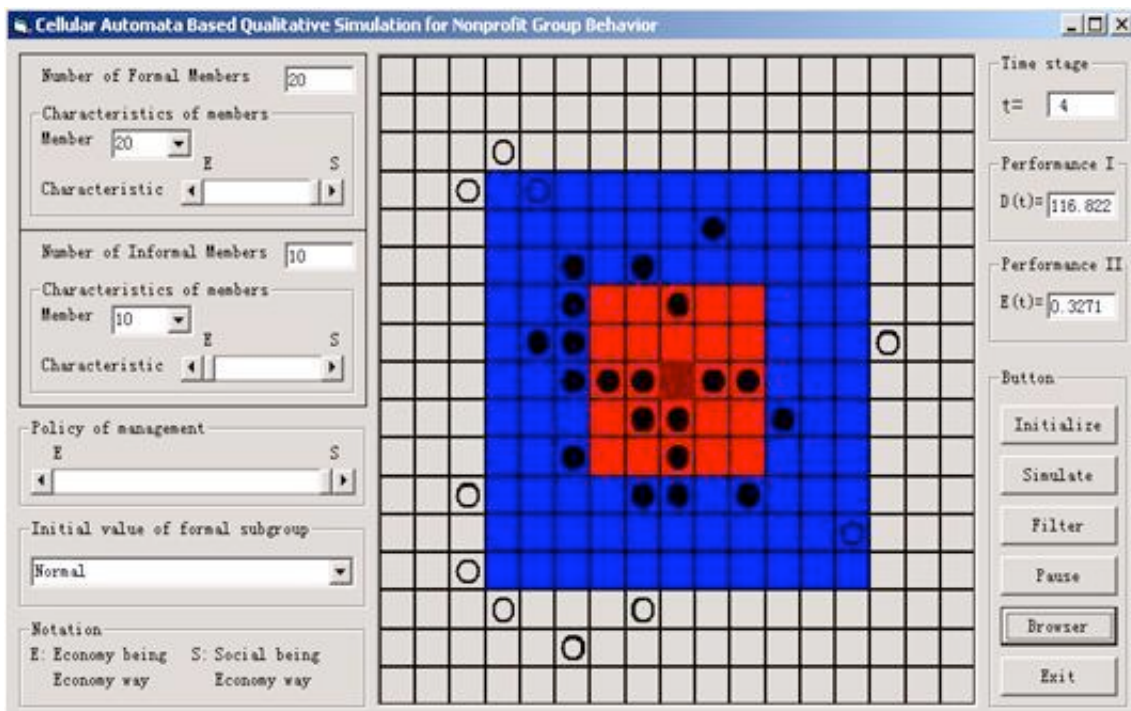 Cellular Automata Based Qualitative Simulation for Nonprofit Group Behavior
Number of Formal Members 20
Characteristics of members
Member 20
E S
Characteristic
Number of Informal Members 10
Characteristics of members
Member 10
E S
Characteristic
Policy of management
E S
Initial value of formal subgroup
Normal
Notation
E: Economy being S: Social being
Economy way Economy way
Time stage
t= 4
Performance I
D(t)= 116.822
Performance II
E(t)= 0.3271
Button
Initialize
Simulate
Filter
Pause
Browser
Exit